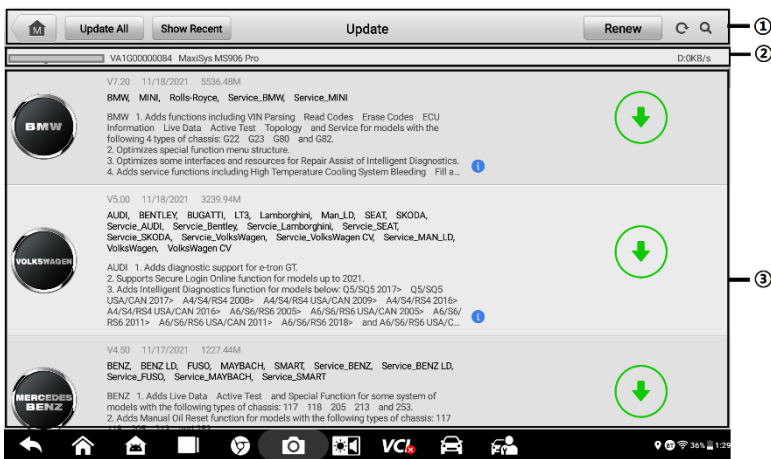 M Update All Show Recent Update Renew ①
VA1G00000084 MaxiSys MS906 Pro D:0KB/s ②
V7.20 11/18/2021 5536.48M
BMW, MINI, Rolls-Royce, Service_BMW, Service_MINI
BMW
BMW 1. Adds functions including VIN Parsing Read Codes Erase Codes ECU
Information Live Data Active Test Topology and Service for models with the
following 4 types of chassis: G22 G23 G80 and G82.
2. Optimizes special function menu structure.
3. Optimizes some interfaces and resources for Repair Assist of Intelligent Diagnostics.
4. Adds service functions including High Temperature Cooling System Bleeding Fill a...
V5.00 11/18/2021 3239.94M
AUDI, BENTLEY, BUGATTI, LT3, Lamborghini, Man_LD, SEAT, SKODA,
Servcie_AUDI, Servcie_Bentley, Servcie_Lamborghini, Servcie_SEAT,
Servcie_SKODA, Servcie_VolksWagen, Servcie_VolksWagen CV, Service_MAN_LD,
VolksWagen, VolksWagen CV
VOLKSWAGEN
AUDI 1. Adds diagnostic support for e-tron GT.
2. Supports Secure Login Online function for models up to 2021.
3. Adds Intelligent Diagnostics function for models below: Q5/SQ5 2017> Q5/SQ5
USA/CAN 2017> A4/S4/RS4 2008> A4/S4/RS4 USA/CAN 2009> A4/S4/RS4 2016>
A4/S4/RS4 USA/CAN 2016> A6/S6/RS6 2005> A6/S6/RS6 USA/CAN 2005> A6/S6/
RS6 2011> A6/S6/RS6 USA/CAN 2011> A6/S6/RS6 2018> and A6/S6/RS6 USA/C...
③
V4.50 11/17/2021 1227.44M
BENZ, BENZ LD, FUSO, MAYBACH, SMART, Service_BENZ, Service_BENZ LD,
Service_FUSO, Service_MAYBACH, Service_SMART
MERCEDES
BENZ
BENZ 1. Adds Live Data Active Test and Special Function for some system of
models with the following types of chassis: 117 118 205 213 and 253.
2. Adds Manual Oil Reset function for models with the following types of chassis: 117
VCI 36% 1:29